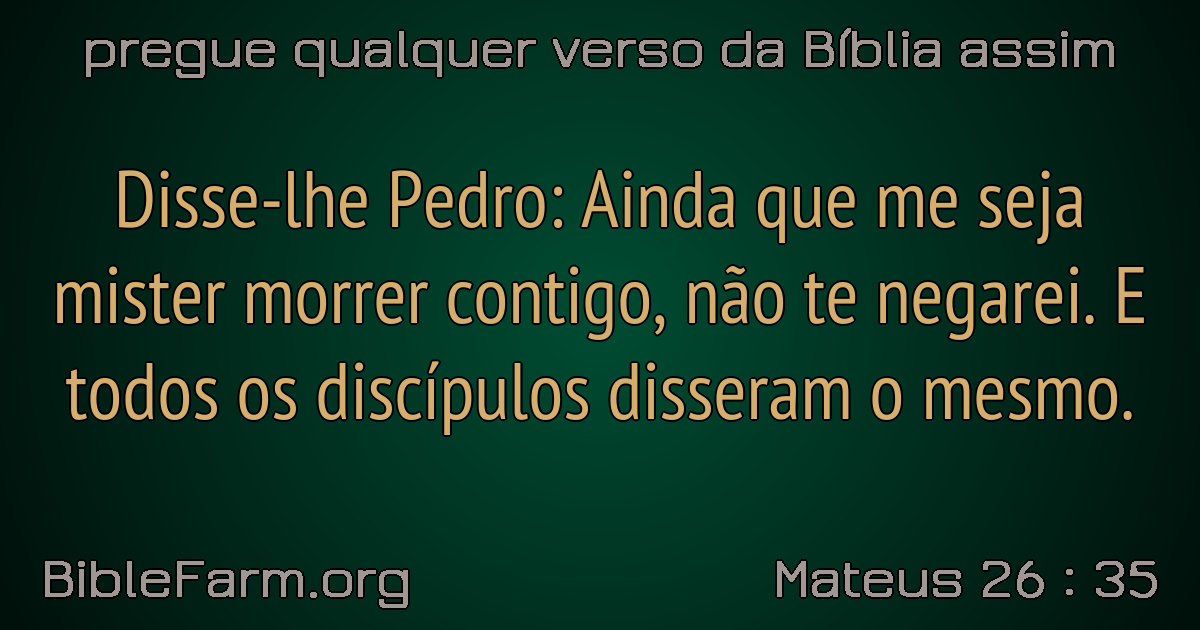 pregue qualquer verso da Bíblia assim
Disse-lhe Pedro: Ainda que me seja
mister morrer contigo, não te negarei. E
todos os discípulos disseram o mesmo.
BibleFarm.org
Mateus 26 : 35